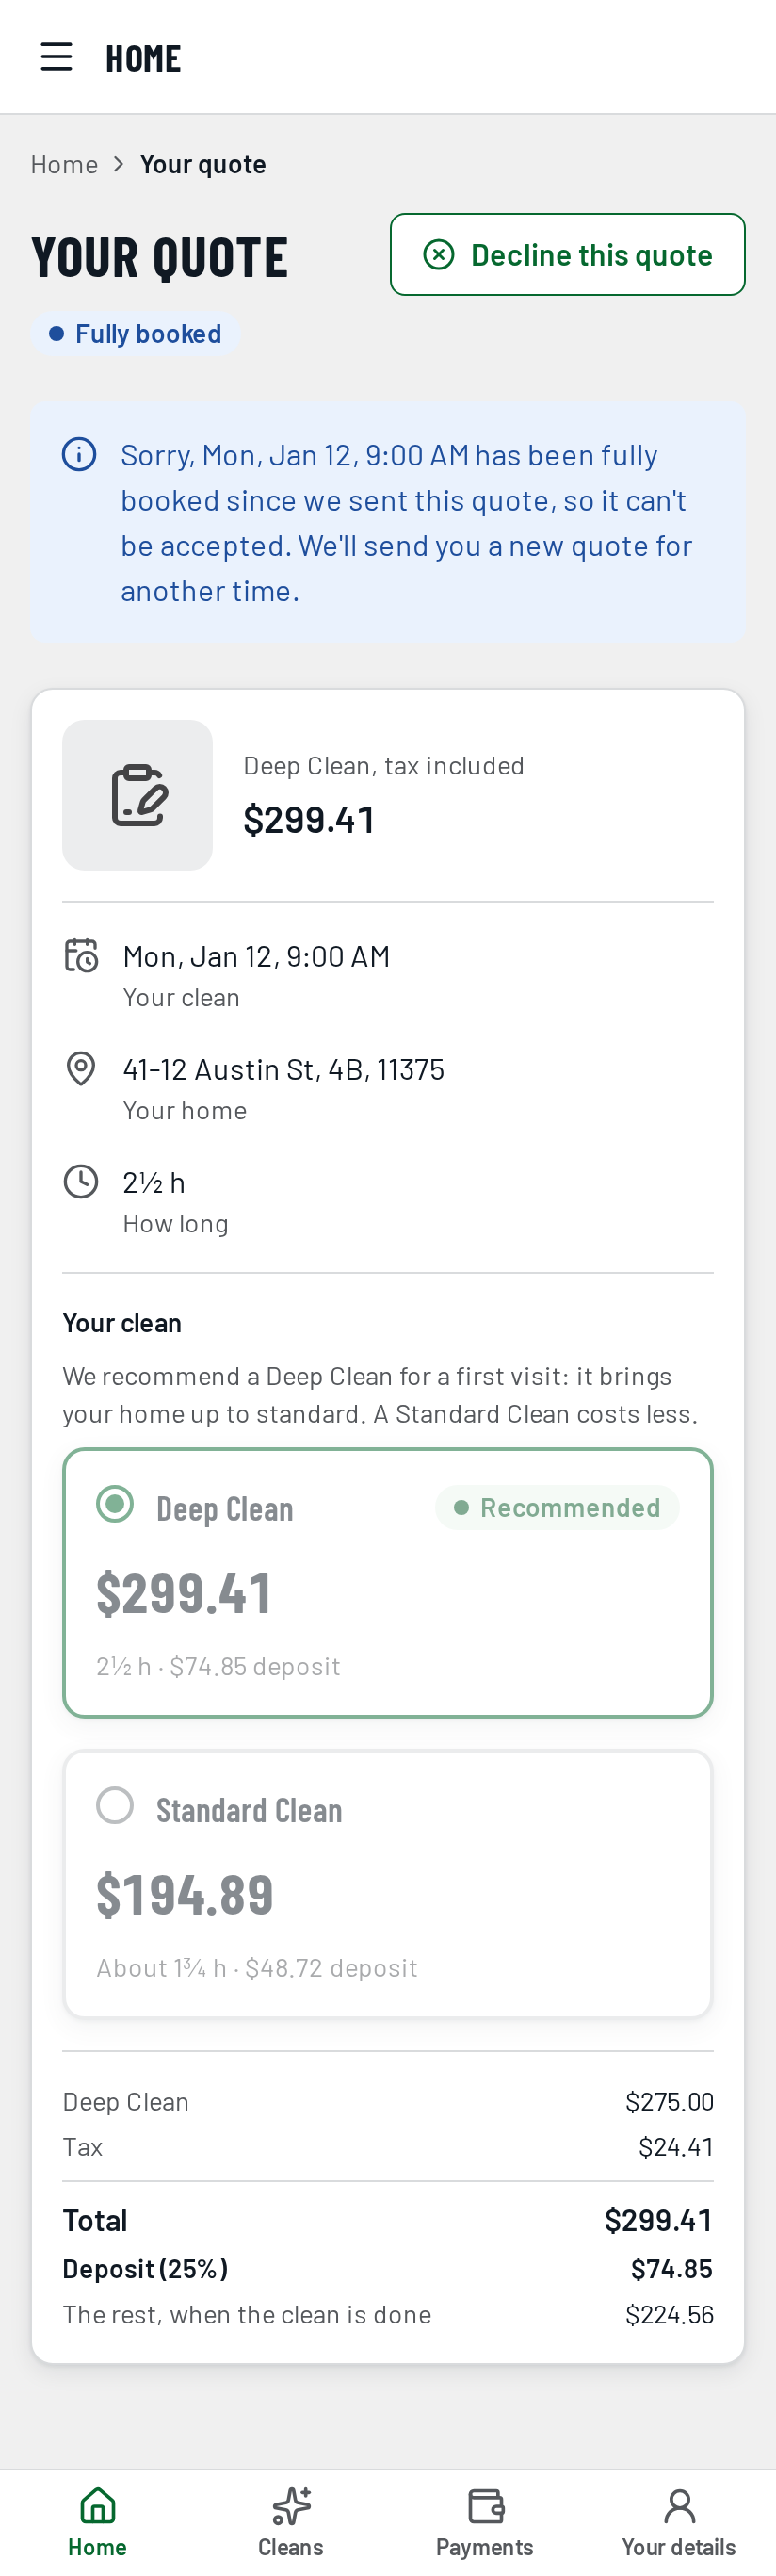 HOME
Home > Your quote
YOUR QUOTE
Decline this quote
Fully booked
Sorry, Mon, Jan 12, 9:00 AM has been fully
booked since we sent this quote, so it can't
be accepted. We'll send you a new quote for
another time.
Deep Clean, tax included
$299.41
Mon, Jan 12, 9:00 AM
Your clean
41-12 Austin St, 4B, 11375
Your home
2½ h
How long
Your clean
We recommend a Deep Clean for a first visit: it brings
your home up to standard. A Standard Clean costs less.
Deep Clean
Recommended
$299.41
2½ h · $74.85 deposit
Standard Clean
$194.89
About 1¾ h · $48.72 deposit
Deep Clean $275.00
Tax $24.41
Total $299.41
Deposit (25%) $74.85
The rest, when the clean is done $224.56
Home Cleans Payments Your details